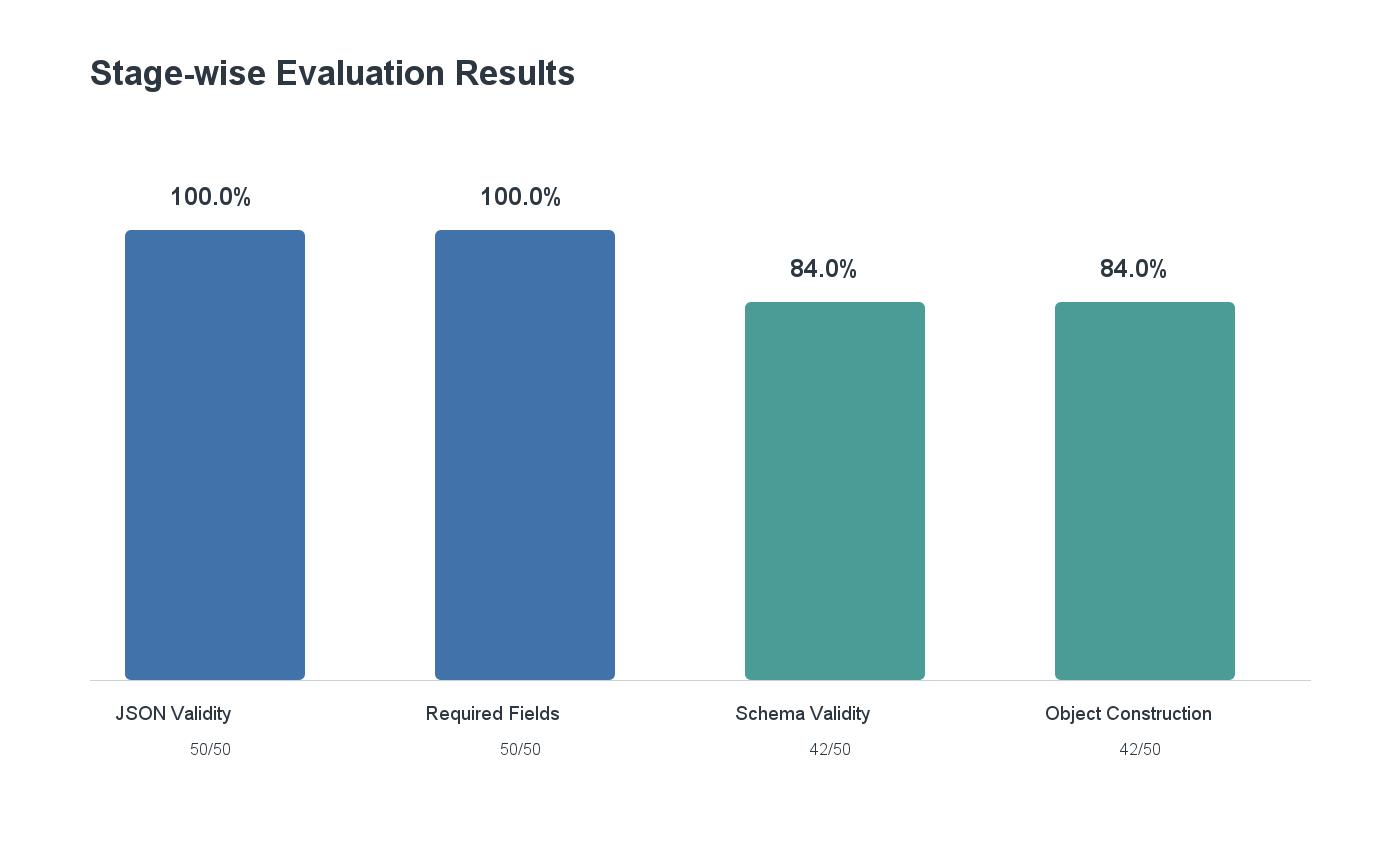 Stage-wise Evaluation Results
100.0% 100.0% 84.0% 84.0%
JSON Validity Required Fields Schema Validity Object Construction
50/50 50/50 42/50 42/50